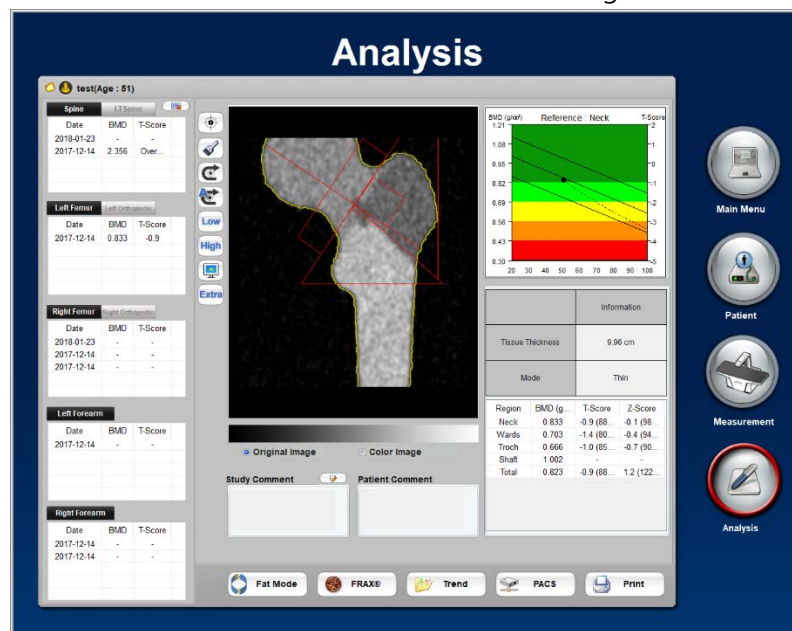 Analysis
test(Age : 51)
Spine LTSpine
Date BMD T-Score
2018-01-23 - -
2017-12-14 2.356 Over...
Left Femur Left Orthopedic
Date BMD T-Score
2017-12-14 0.833 -0.9
Right Femur Right Orthopedic
Date BMD T-Score
2018-01-23 - -
2017-12-14 - -
2017-12-14 - -
Left Forearm
Date BMD T-Score
2017-12-14 - -
Right Forearm
Date BMD T-Score
2017-12-14 - -
2017-12-14 - -
Low
High
Extra
Original Image Color Image
Study Comment Patient Comment
BMD (g/㎠) Reference : Neck T-Score
1.21 2
1.08 1
0.95 0
0.82 -1
0.69 -2
0.56 -3
0.43 -4
0.30 -5
20 30 40 50 60 70 80 90 100
Information
Tissue Thickness 9.96 cm
Mode Thin
Region BMD (g... T-Score Z-Score
Neck 0.833 -0.9 (88... -0.1 (98...
Wards 0.703 -1.4 (80... -0.4 (94...
Troch 0.666 -1.0 (85... -0.7 (90...
Shaft 1.002 - -
Total 0.823 -0.9 (88... 1.2 (122...
Fat Mode FRAX® Trend PACS Print
Main Menu
Patient
Measurement
Analysis